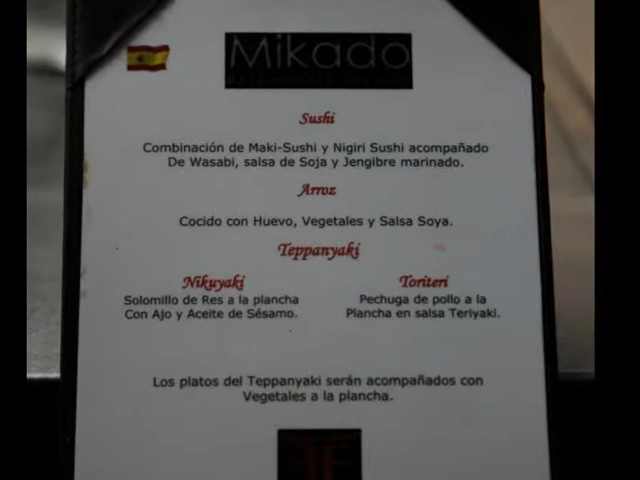 Mikado
Sushi
Combinación de Maki-Sushi y Nigiri Sushi acompañado
De Wasabi, salsa de Soja y Jengibre marinado.
Arroz
Cocido con Huevo, Vegetales y Salsa Soya.
Teppanyaki
Nikuyaki
Solomillo de Res a la plancha
Con Ajo y Aceite de Sésamo.
Toriteri
Pechuga de pollo a la
Plancha en salsa Teriyaki.
Los platos del Teppanyaki serán acompañados con
Vegetales a la plancha.